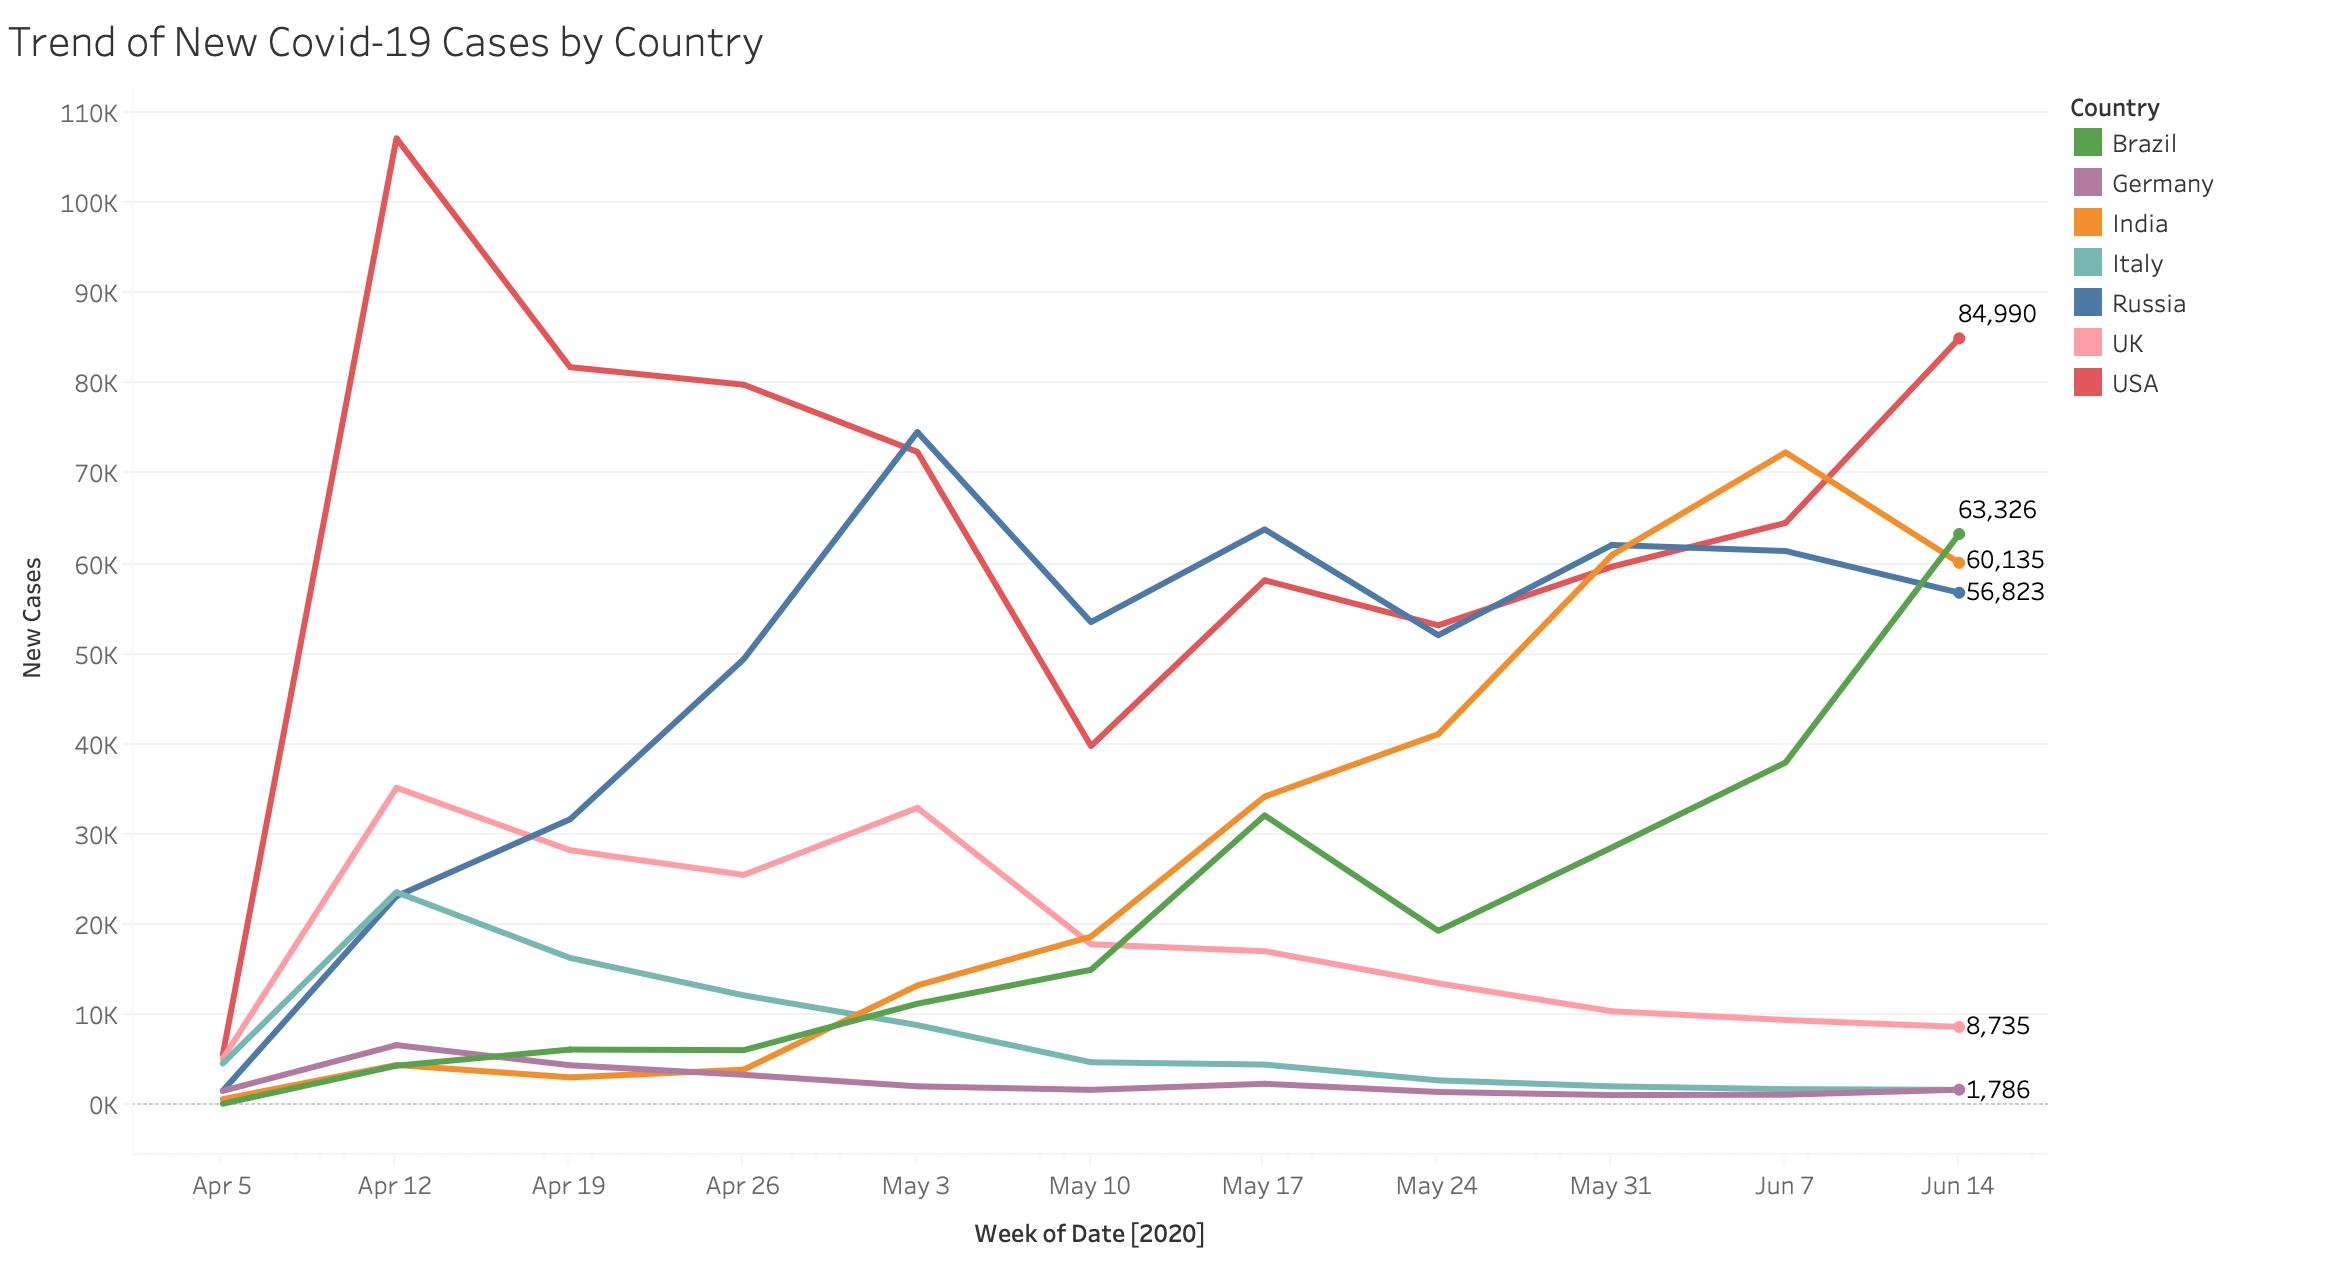 Trend of New Covid-19 Cases by Country
110K
100K
90K
80K
70K
60K
50K
40K
30K
20K
10K
0K
New Cases
84,990
63,326
60,135
56,823
8,735
1,786
Apr 5
Apr 12
Apr 19
Apr 26
May 3
May 10
May 17
May 24
May 31
Jun 7
Jun 14
Week of Date [2020]
Country
Brazil
Germany
India
Italy
Russia
UK
USA